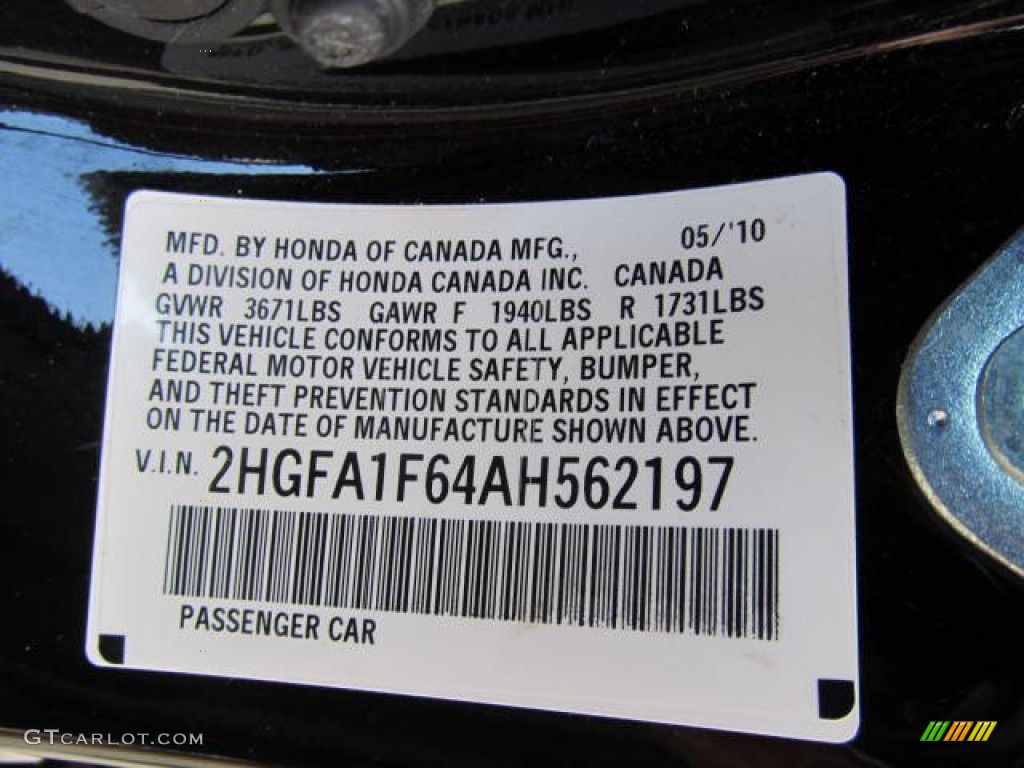 MFD. BY HONDA OF CANADA MFG., 05/'10
A DIVISION OF HONDA CANADA INC. CANADA
GVWR 3671LBS GAWR F 1940LBS R 1731LBS
THIS VEHICLE CONFORMS TO ALL APPLICABLE
FEDERAL MOTOR VEHICLE SAFETY, BUMPER,
AND THEFT PREVENTION STANDARDS IN EFFECT
ON THE DATE OF MANUFACTURE SHOWN ABOVE.
V.I.N. 2HGFA1F64AH562197
PASSENGER CAR
GTCARLOT.COM